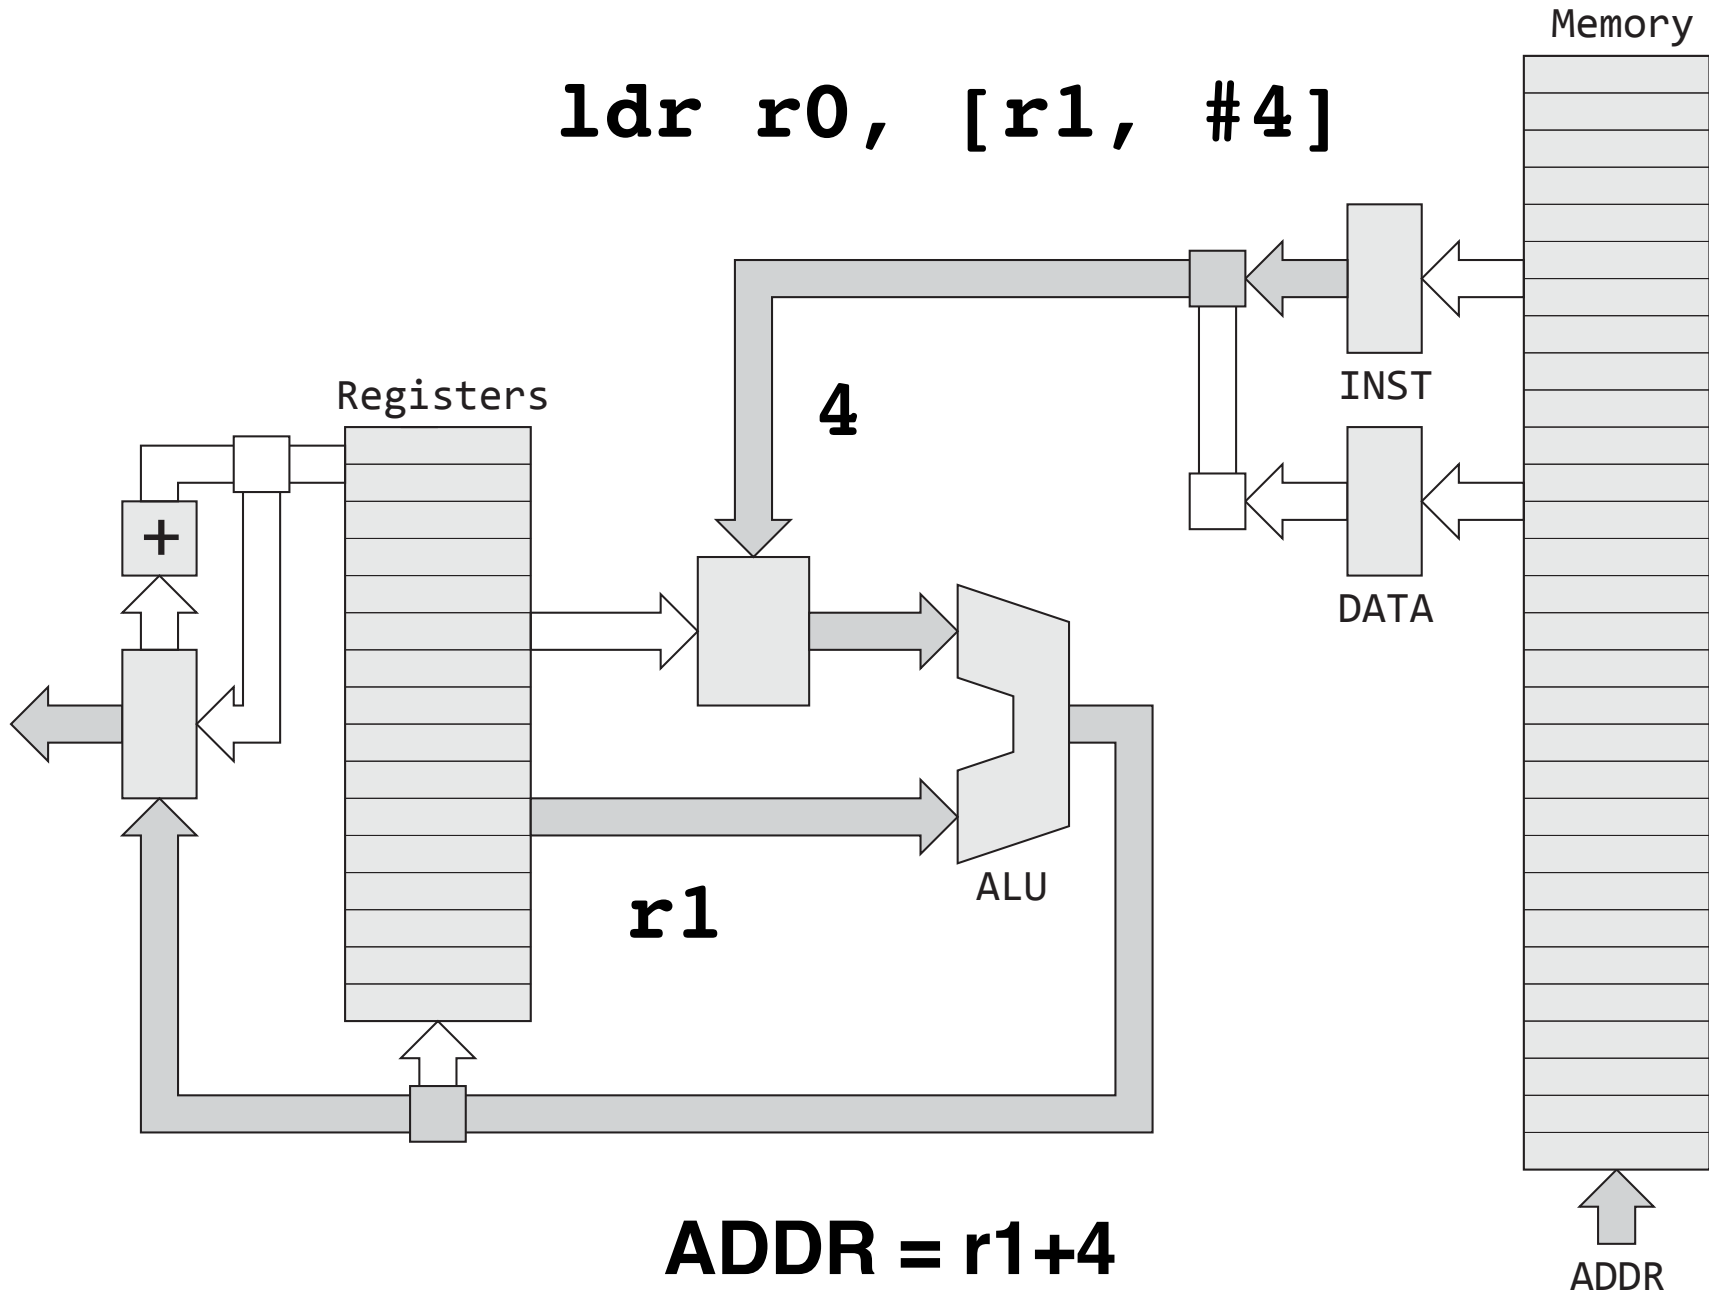 Memory
ldr r0, [r1, #4]
INST
Registers
4
+
DATA
ALU
r1
ADDR = r1+4
ADDR